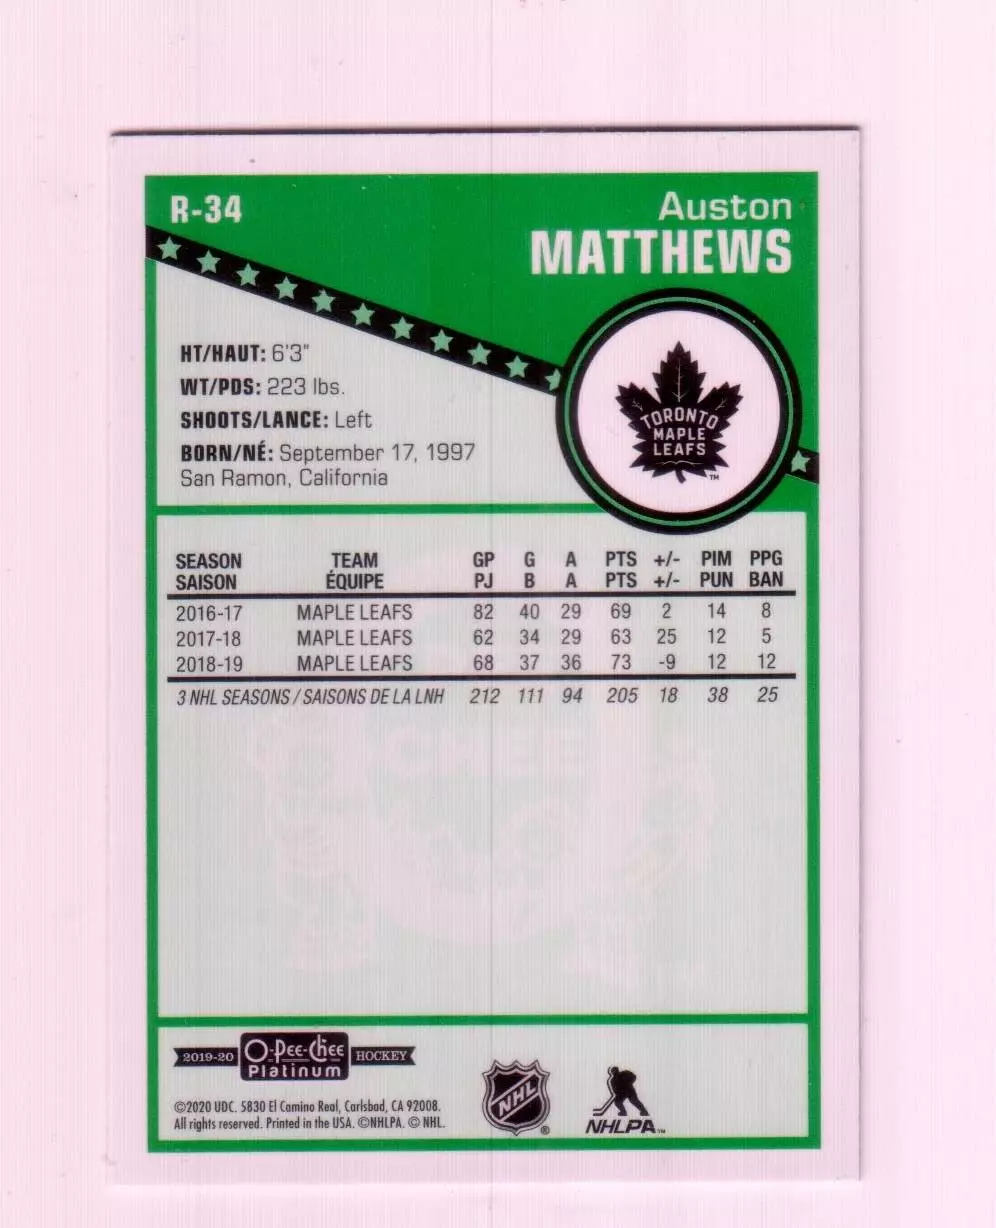 R-34
Auston
MATTHEWS
HT/HAUT: 6'3"
WT/PDS: 223 lbs.
SHOOTS/LANCE: Left
BORN/NÉ: September 17, 1997
San Ramon, California
TORONTO
MAPLE
LEAFS
TM
SEASON TEAM GP G A PTS +/- PIM PPG
SAISON ÉQUIPE PJ B A PTS +/- PUN BAN
2016-17 MAPLE LEAFS 82 40 29 69 2 14 8
2017-18 MAPLE LEAFS 62 34 29 63 25 12 5
2018-19 MAPLE LEAFS 68 37 36 73 -9 12 12
3 NHL SEASONS / SAISONS DE LA LNH 212 111 94 205 18 38 25
2019-20 O-Pee-Chee HOCKEY
Platinum
©2020 UDC. 5830 El Camino Real, Carlsbad, CA 92008.
All rights reserved. Printed in the USA. ©NHLPA. © NHL.
NHL ®
NHLPA TM